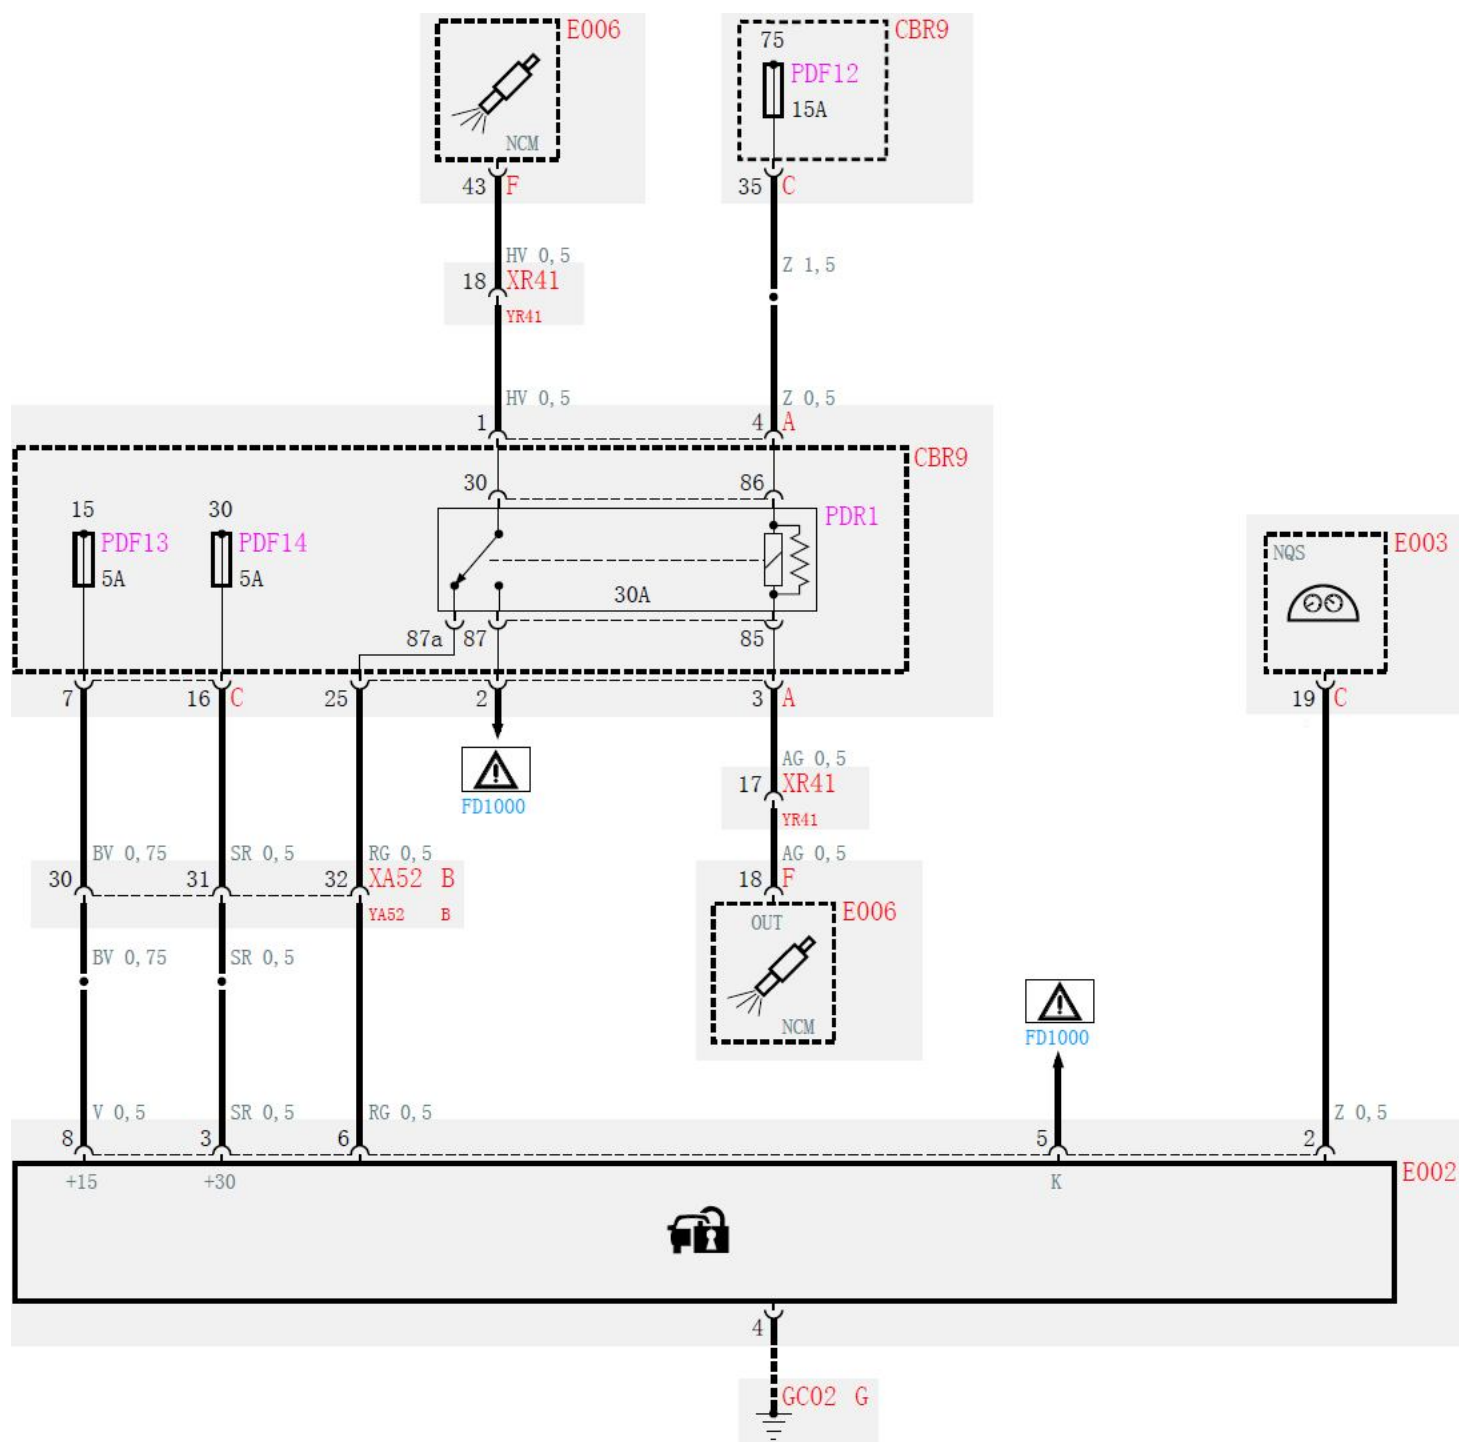 E006
NCM
43 F
CBR9
75
PDF12
15A
35 C
HV 0,5
18 XR41
YR41
Z 1,5
HV 0,5
Z 0,5
1
4 A
CBR9
30
86
15
PDF13
5A
30
PDF14
5A
PDR1
30A
87a 87
85
E003
NQS
7
16 C
25
2
3 A
19 C
FD1000
AG 0,5
17 XR41
YR41
BV 0,75
SR 0,5
RG 0,5
AG 0,5
30
31
32 XA52 B
YA52 B
18 F
E006
OUT
NCM
BV 0,75
SR 0,5
FD1000
V 0,5
SR 0,5
RG 0,5
Z 0,5
8
3
6
5
2
+15
+30
K
E002
4
GC02 G